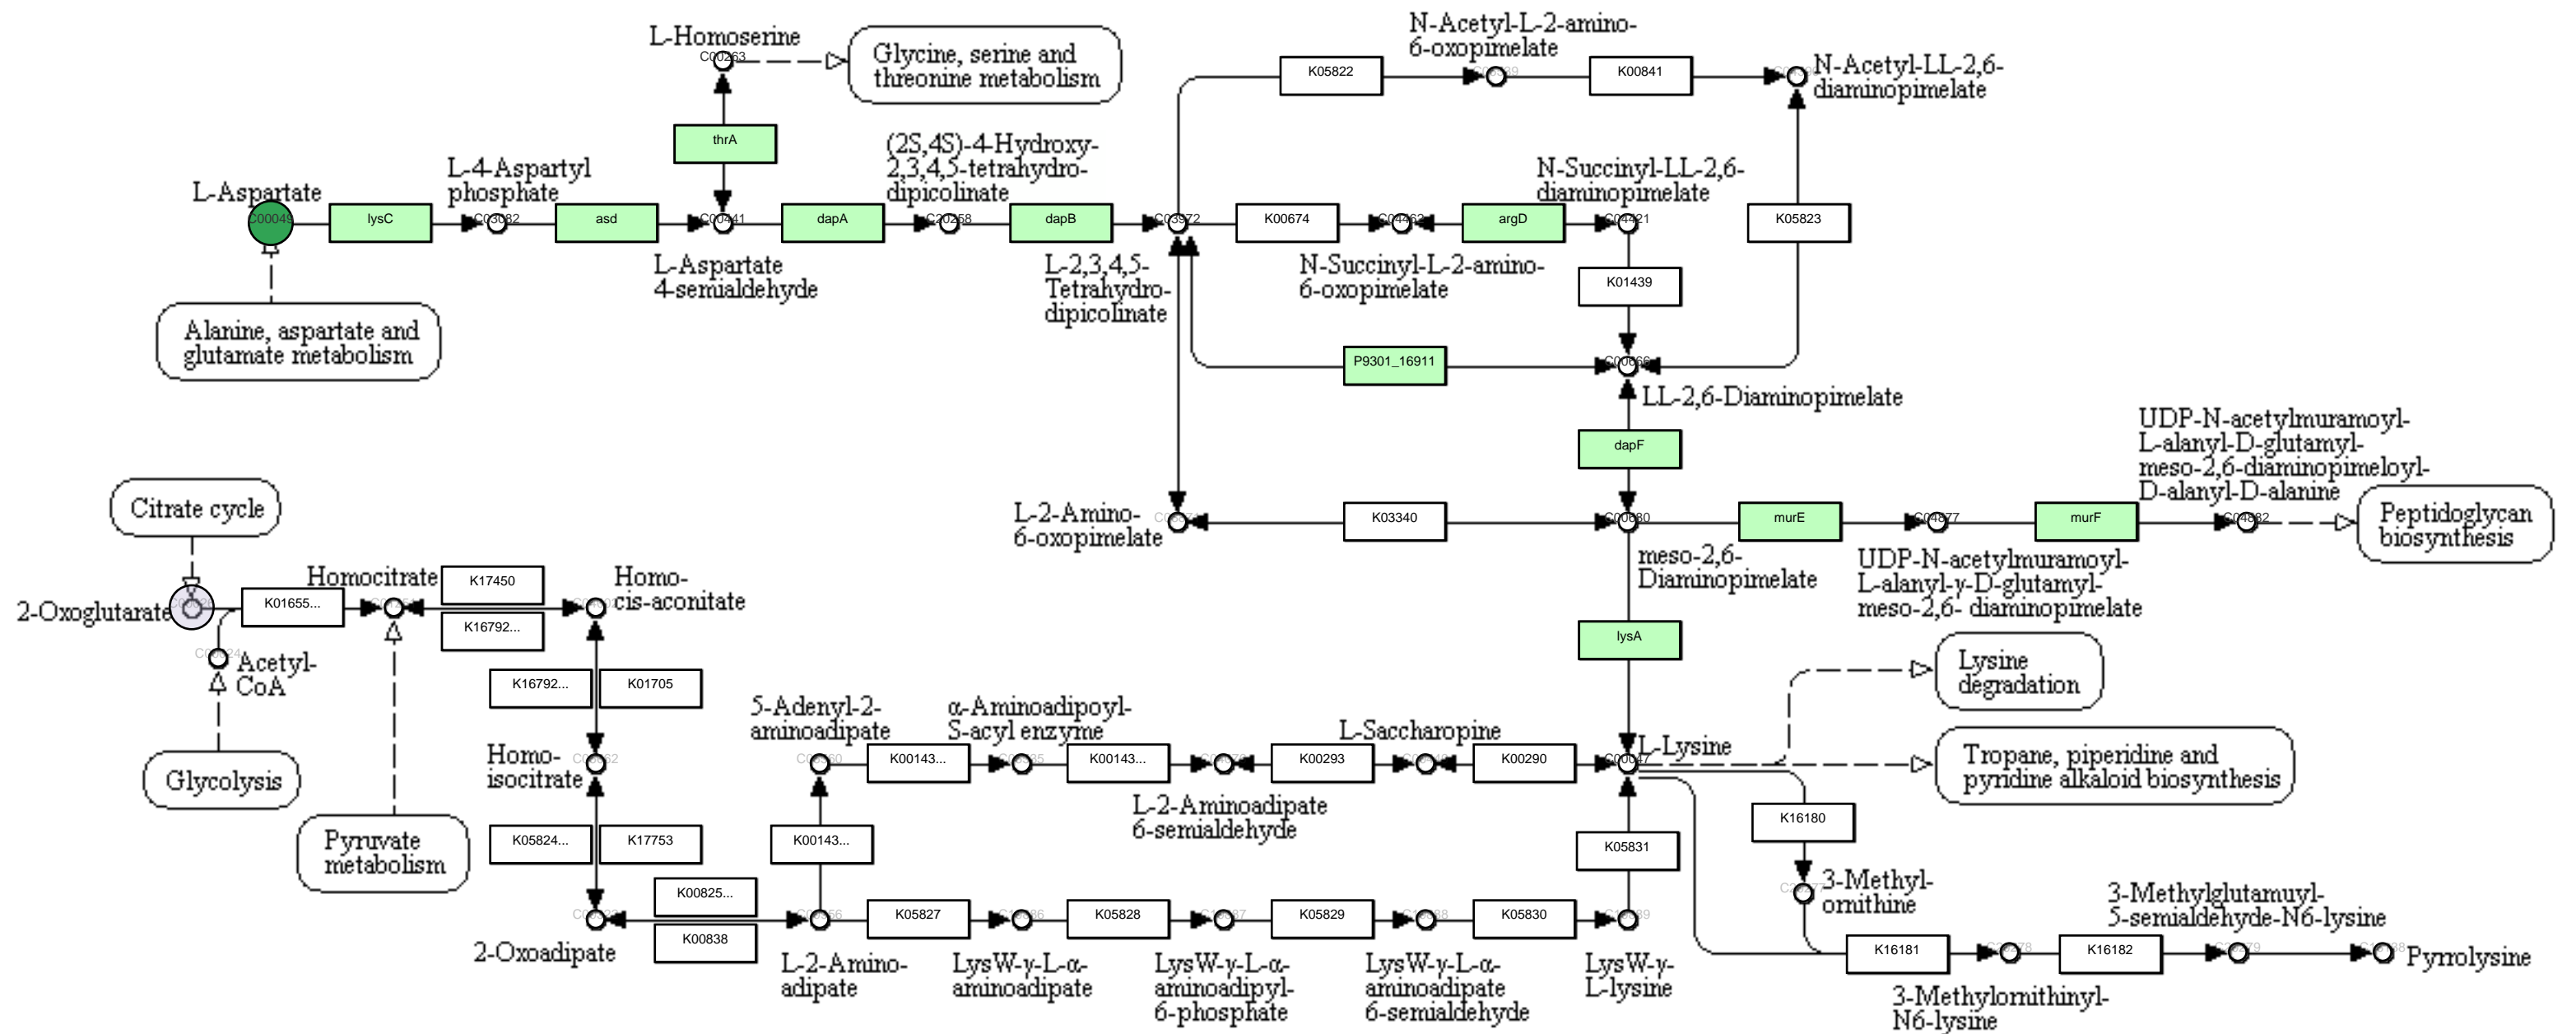 L-Homoserine
C00263
Glycine, serine and
threonine metabolism
N-Acetyl-L-2-amino-
6-oxopimelate
K05822
K00841
N-Acetyl-LL-2,6-
diaminopimelate
thrA
L-Aspartate
C00049
lysC
L-4-Aspartyl
phosphate
C03082
asd
C00441
L-Aspartate
4-semialdehyde
dapA
(2S,4S)-4-Hydroxy-
2,3,4,5-tetrahydro-
dipicolinate
C20258
dapB
C03972
L-2,3,4,5-
Tetrahydro-
dipicolinate
K00674
C04462
N-Succinyl-L-2-amino-
6-oxopimelate
argD
N-Succinyl-LL-2,6-
diaminopimelate
C04421
K05823
K01439
Alanine, aspartate and
glutamate metabolism
P9301_16911
C00666
LL-2,6-Diaminopimelate
dapF
UDP-N-acetylmuramoyl-
L-alanyl-D-glutamyl-
meso-2,6-diaminopimeloyl-
D-alanyl-D-alanine
L-2-Amino-
6-oxopimelate
K03340
C00680
meso-2,6-
Diaminopimelate
murE
C04877
UDP-N-acetylmuramoyl-
L-alanyl-γ-D-glutamyl-
meso-2,6- diaminopimelate
murF
C04882
Peptidoglycan
biosynthesis
Citrate cycle
2-Oxoglutarate
K01655...
Homocitrate
K17450
K16792...
Homo-
cis-aconitate
Acetyl-
CoA
Glycolysis
Pyruvate
metabolism
K16792...
K01705
Homo-
isocitrate
K05824...
K17753
2-Oxoadipate
K00825...
K00838
L-2-Amino-
adipate
K00143...
5-Adenyl-2-
aminoadipate
K00143...
α-Aminoadipoyl-
S-acyl enzyme
K00143...
L-2-Aminoadipate
6-semialdehyde
K00293
L-Saccharopine
K00290
lysA
L-Lysine
C00047
Lysine
degradation
Tropane, piperidine and
pyridine alkaloid biosynthesis
K05831
K05827
LysW-γ-L-α-
aminoadipate
K05828
LysW-γ-L-α-
aminoadipyl-
6-phosphate
K05829
LysW-γ-L-α-
aminoadipate
6-semialdehyde
K05830
LysW-γ-
L-lysine
K16180
3-Methyl-
ornithine
K16181
3-Methylornithinyl-
N6-lysine
K16182
3-Methylglutamuyl-
5-semialdehyde-N6-lysine
Pyrrolysine